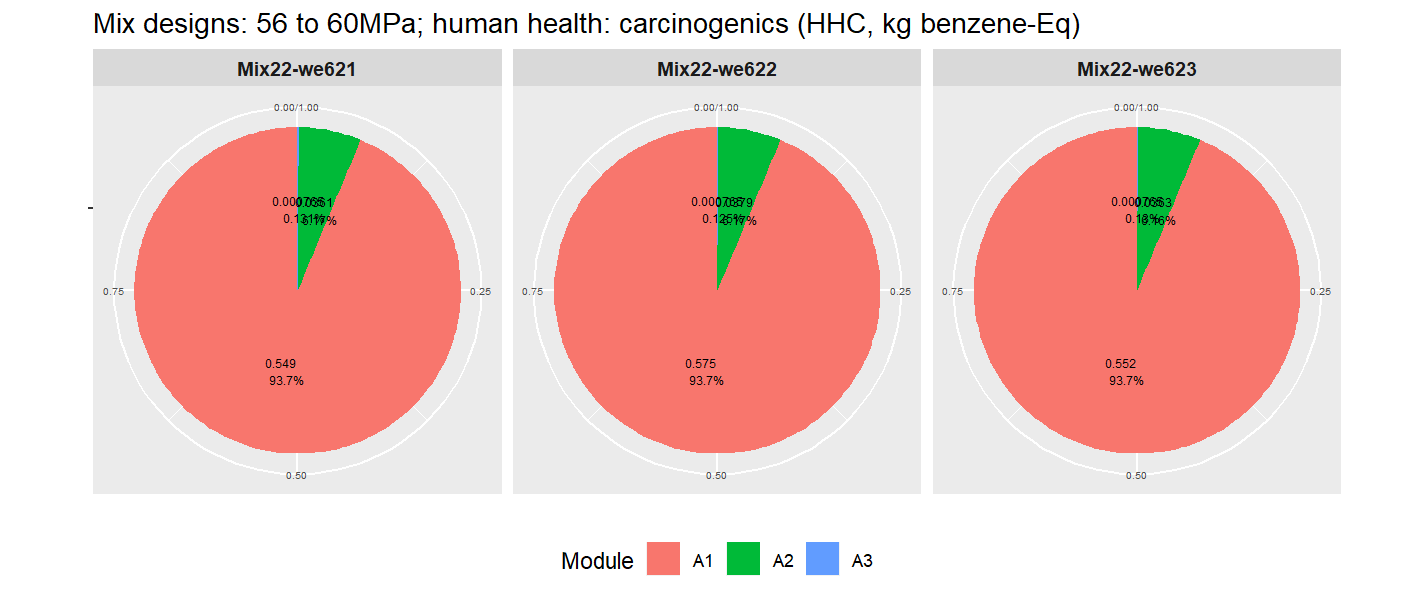 Mix designs: 56 to 60MPa; human health: carcinogenics (HHC, kg benzene-Eq)
Mix22-we621 Mix22-we622 Mix22-we623
0.00/1.00 0.00/1.00 0.00/1.00
0.75 0.25 0.75 0.25 0.75 0.25
0.549 0.575 0.552
93.7% 93.7% 93.7%
0.50 0.50 0.50
Module A1 A2 A3